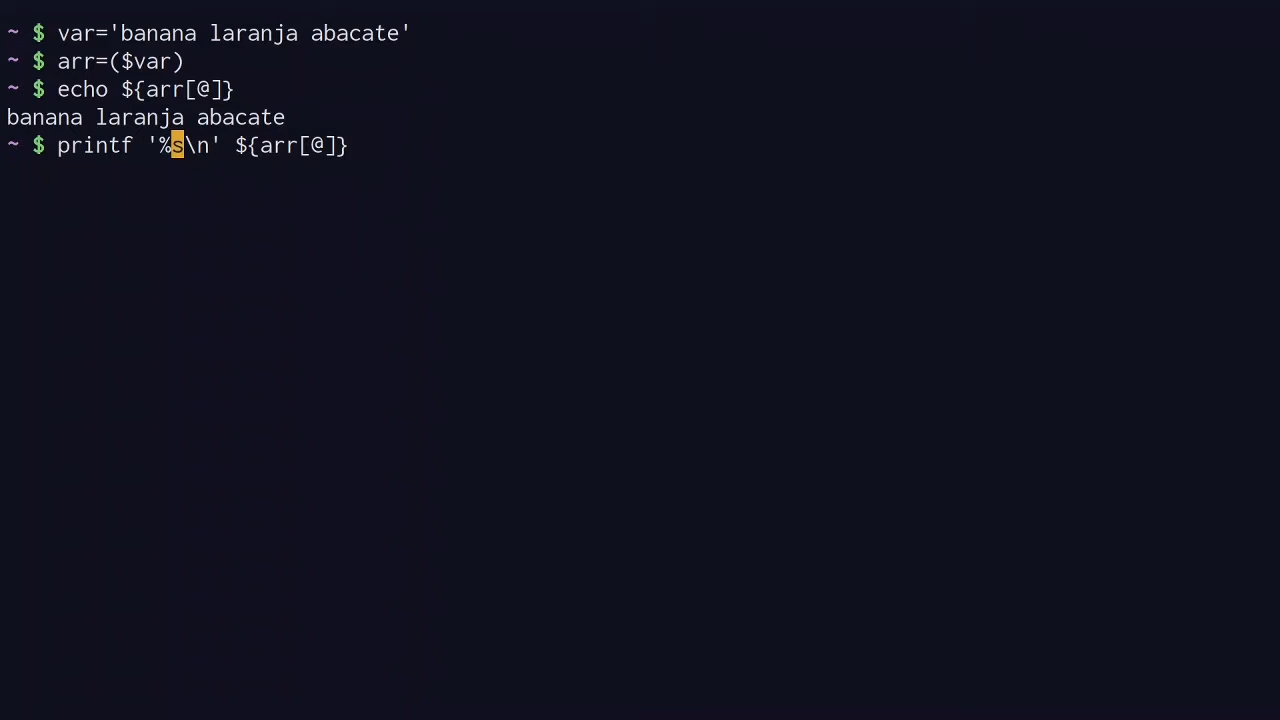 ~ $ var='banana laranja abacate'
~ $ arr=($var)
~ $ echo ${arr[@]}
banana laranja abacate
~ $ printf '%s\n' ${arr[@]}